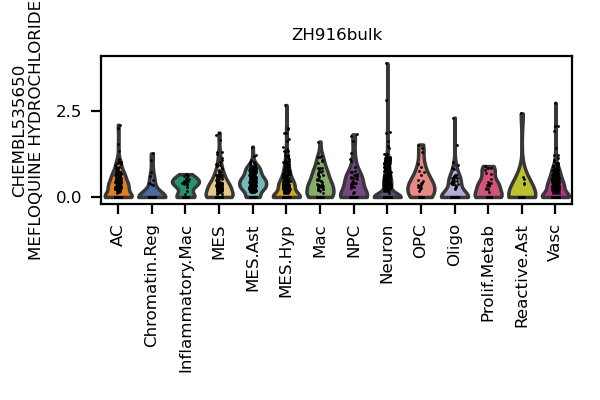 ZH916bulk
CHEMBL535650
MEFLOQUINE HYDROCHLORIDE
2.5
0.0
AC
Chromatin.Reg
Inflammatory.Mac
MES
MES.Ast
MES.Hyp
Mac
NPC
Neuron
OPC
Oligo
Prolif.Metab
Reactive.Ast
Vasc